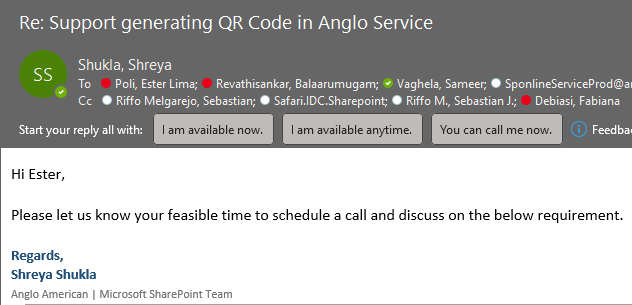 Re: Support generating QR Code in Anglo Service
SS
Shukla, Shreya
To Poli, Ester Lima; Revathisankar, Balaarumugam; Vaghela, Sameer; SponlineServiceProd@an
Cc Riffo Melgarejo, Sebastian; Safari.IDC.Sharepoint; Riffo M., Sebastian J.; Debiasi, Fabiana
Start your reply all with: I am available now. I am available anytime. You can call me now. Feedba
Hi Ester,
Please let us know your feasible time to schedule a call and discuss on the below requirement.
Regards,
Shreya Shukla
Anglo American | Microsoft SharePoint Team